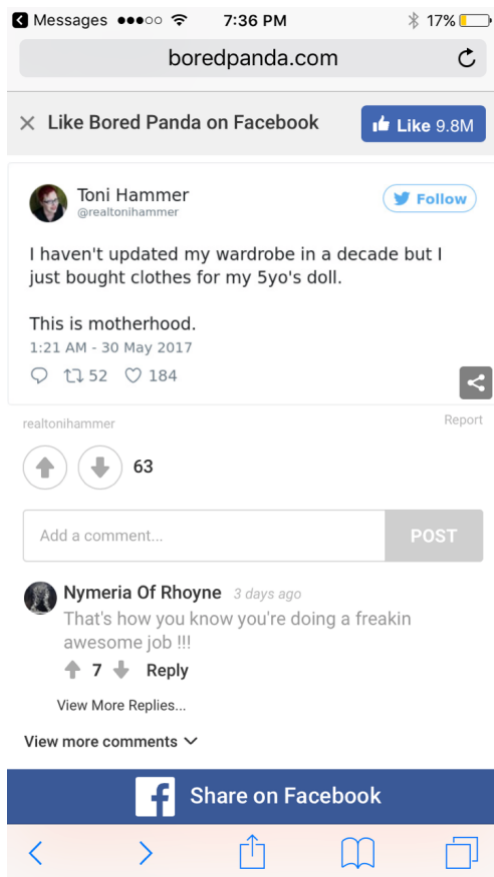 Messages 7:36 PM 17%
boredpanda.com
Like Bored Panda on Facebook
Like 9.8M
Toni Hammer
@realtonihammer
Follow
I haven't updated my wardrobe in a decade but I
just bought clothes for my 5yo's doll.
This is motherhood.
1:21 AM - 30 May 2017
52 184
realtonihammer
Report
63
Add a comment...
POST
Nymeria Of Rhoyne 3 days ago
That's how you know you're doing a freakin
awesome job !!!
7 Reply
View More Replies...
View more comments
f Share on Facebook